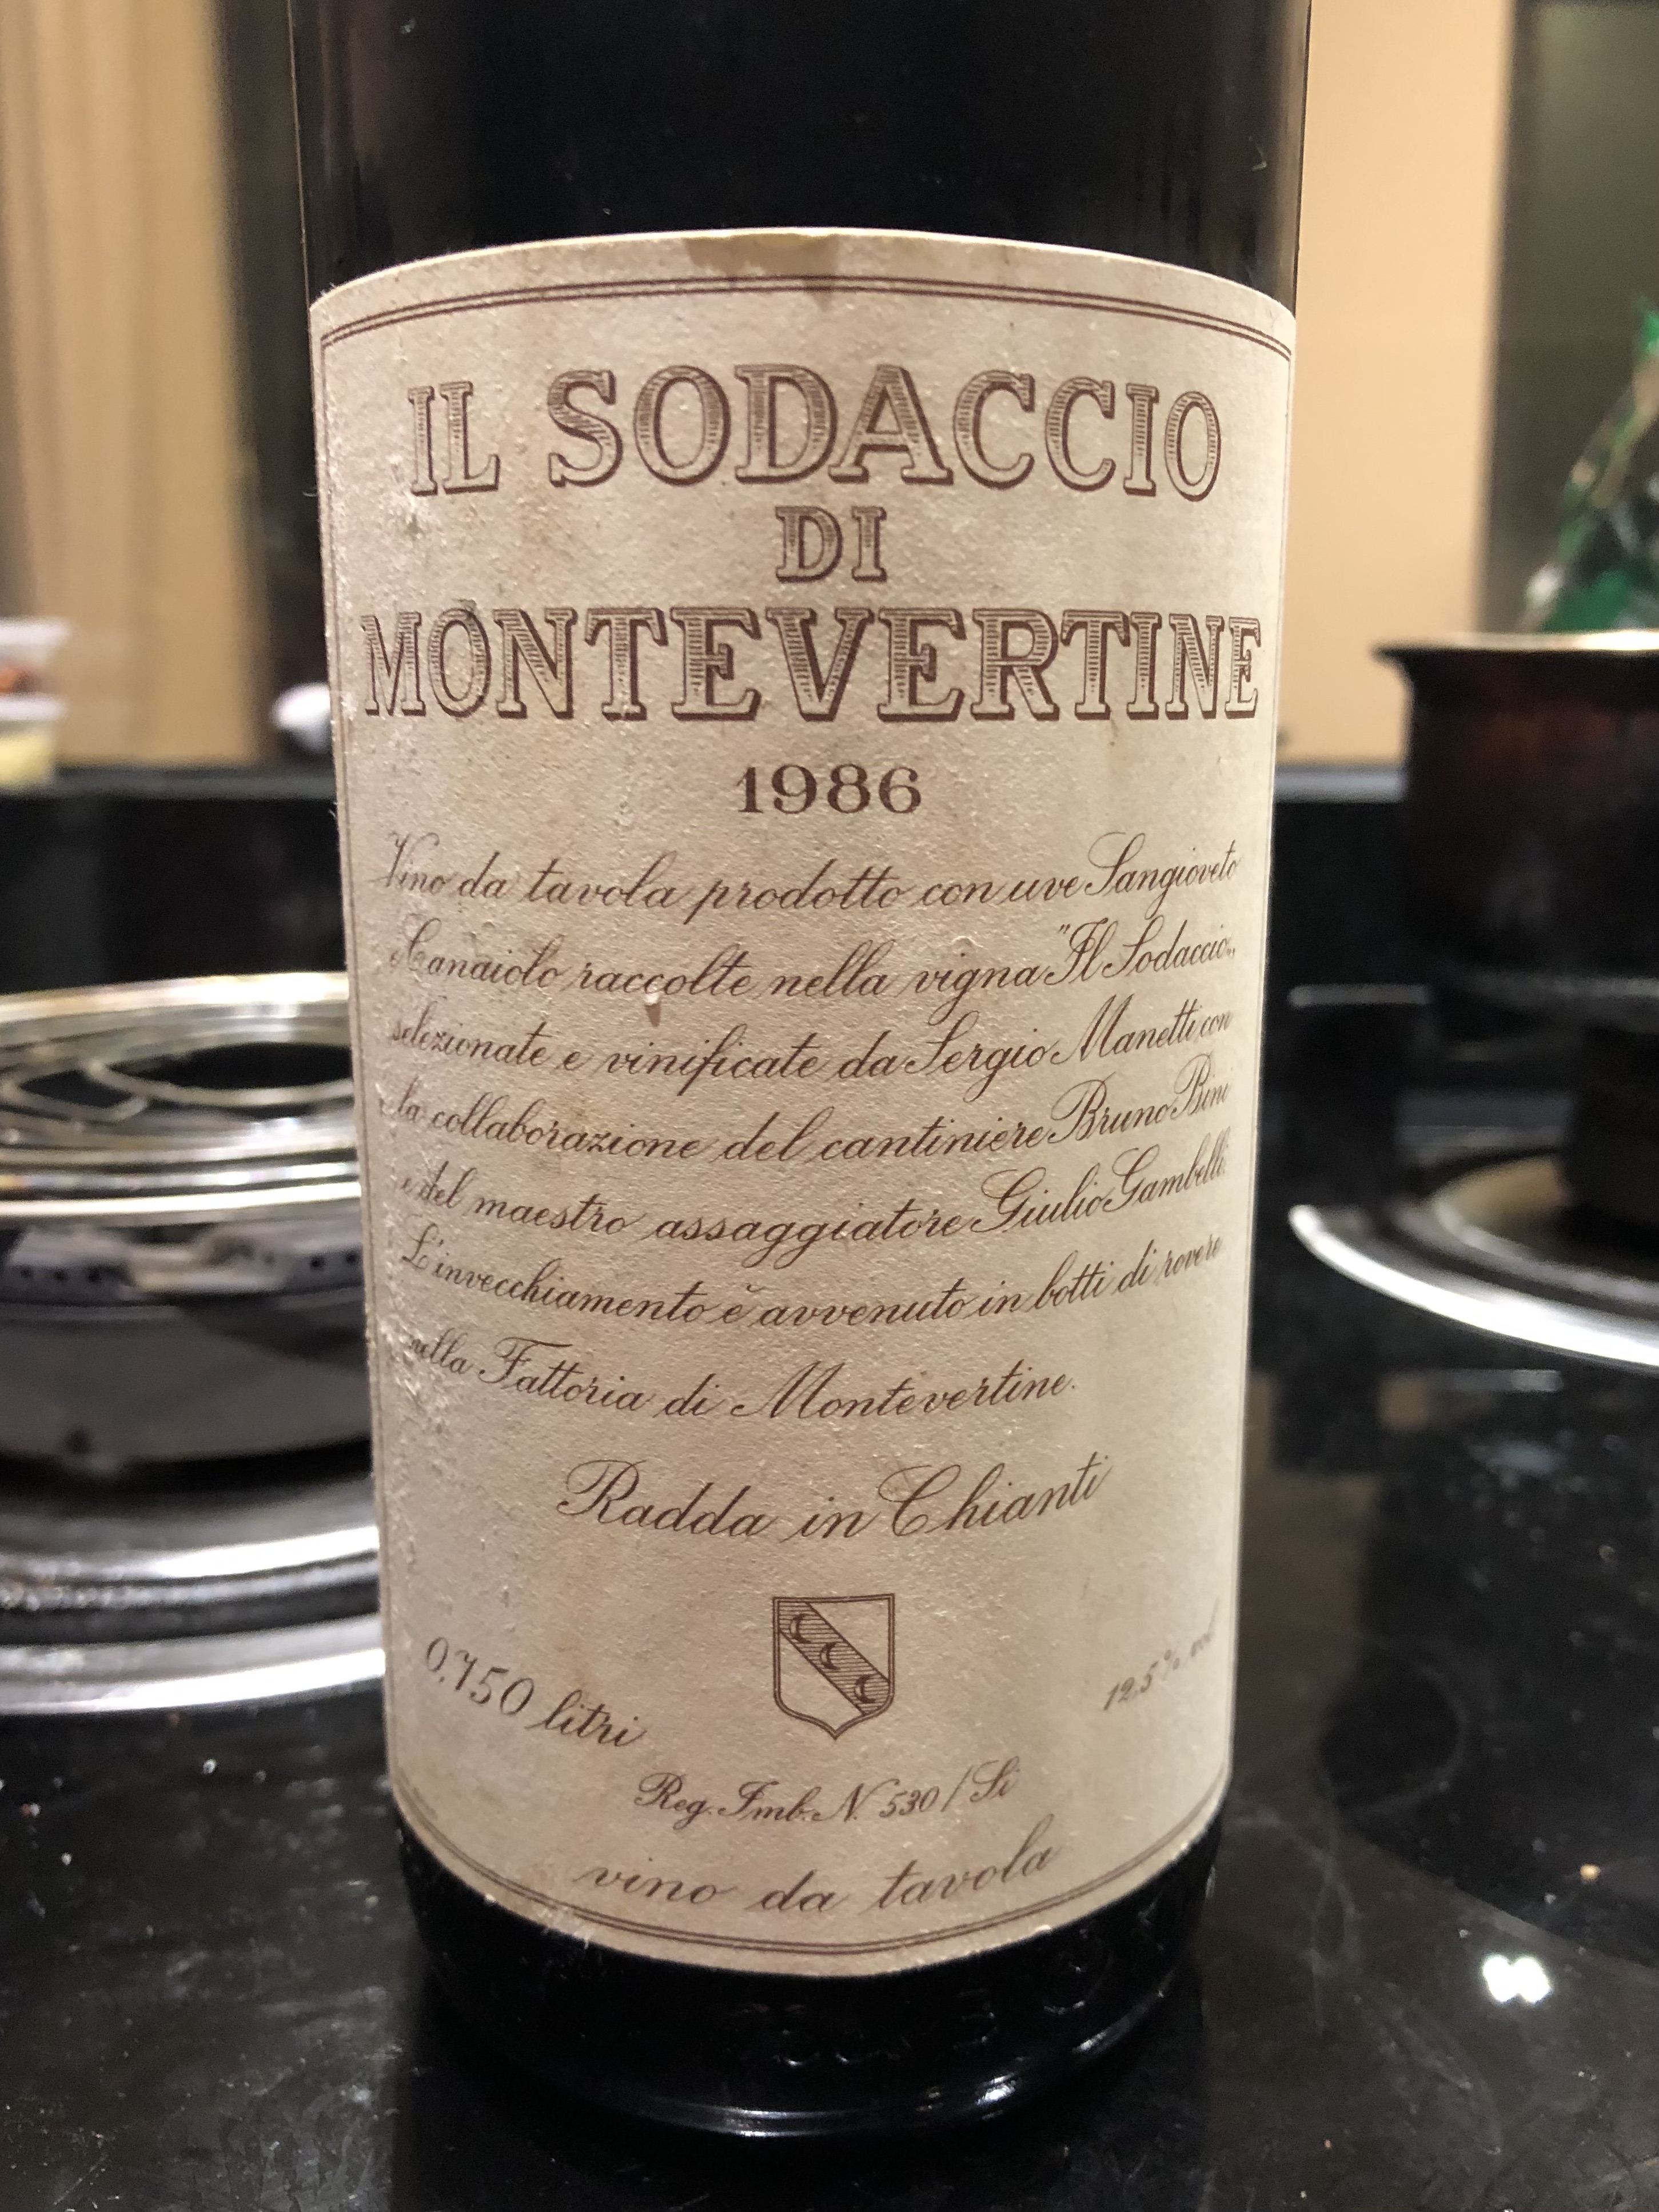 IL SODACCIO
DI
MONTEVERTINE
1986
Vino da tavola prodotto con uve Sangioveto
e Canaiolo raccolte nella vigna "Il Sodaccio„
selezionate e vinificate da Sergio Manetti con
la collaborazione del cantiniere Bruno Bini
e del maestro assaggiatore Giulio Gambelli.
L'invecchiamento è avvenuto in botti di rovere
nella Fattoria di Montevertine.
Radda in Chianti
0,750 litri
12,5% vol
Reg. Imb. N. 530/Si
vino da tavola